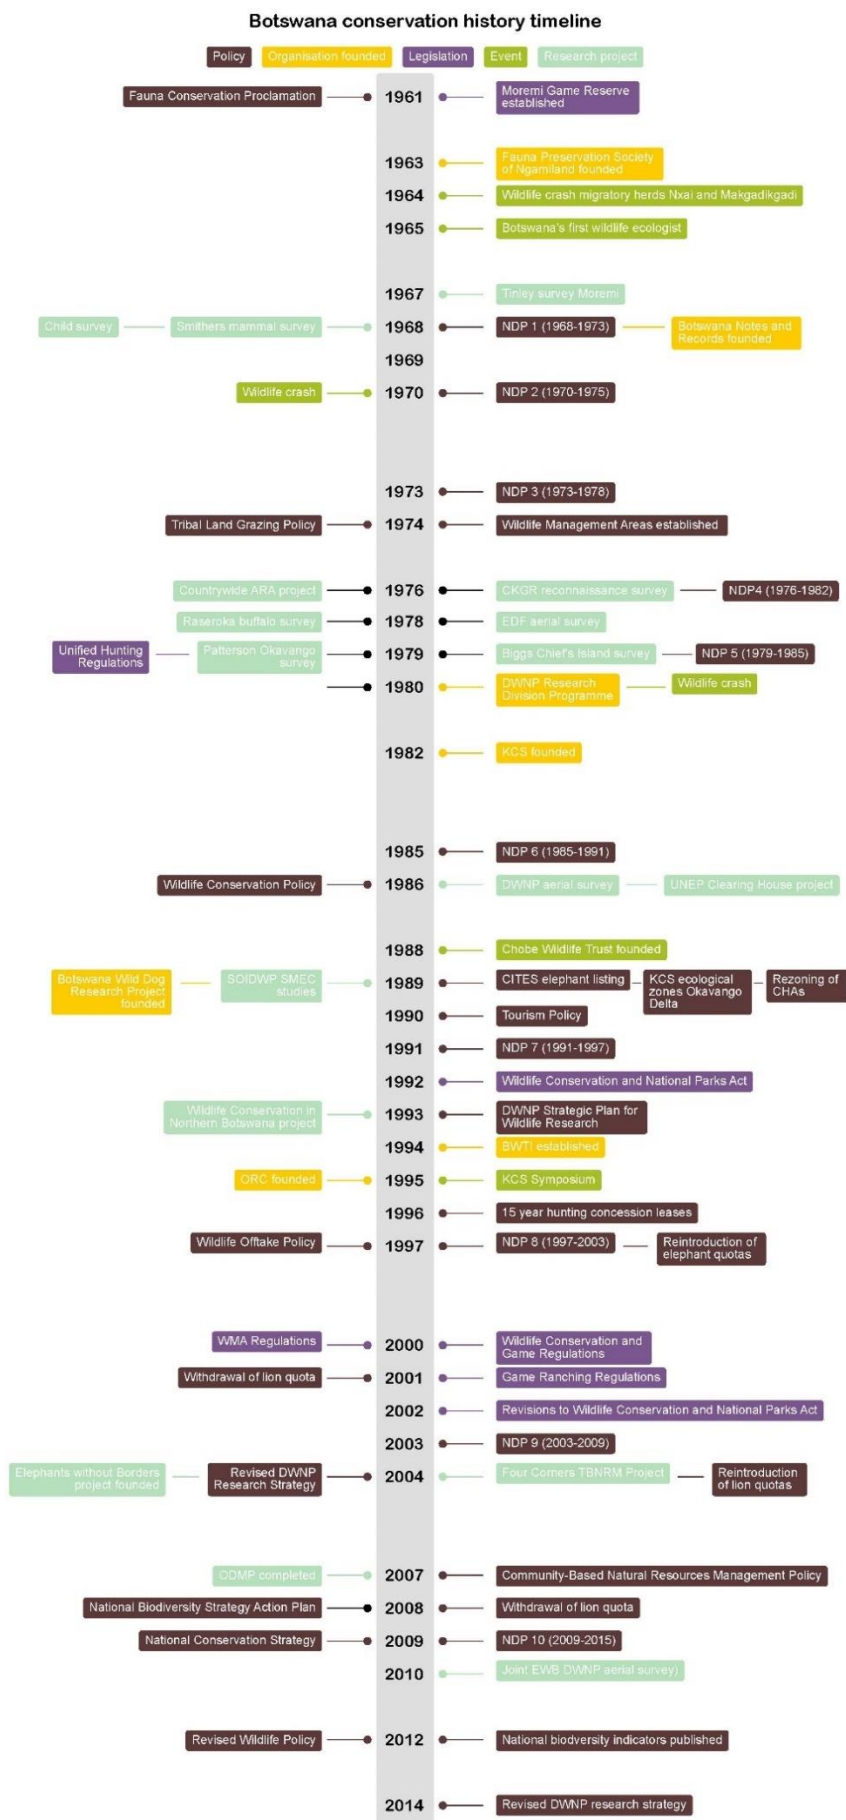 Botswana conservation history timeline
Policy Organisation founded Legislation Event Research project
Fauna Conservation Proclamation 1961 Moremi Game Reserve
established
1963 Fauna Preservation Society
of Ngamiland founded
1964 Wildlife crash migratory herds Nxai and Makgadikgadi
1965 Botswana's first wildlife ecologist
1967 Tinley survey Moremi
Child survey Smithers mammal survey 1968 NDP 1 (1968-1973) Botswana Notes and
Records founded
1969
Wildlife crash 1970 NDP 2 (1970-1975)
1973 NDP 3 (1973-1978)
Tribal Land Grazing Policy 1974 Wildlife Management Areas established
Countrywide ARA project 1976 CKGR reconnaissance survey NDP4 (1976-1982)
Raseroka buffalo survey 1978 EDF aerial survey
Unified Hunting
Regulations
Patterson Okavango
survey
1979 Biggs Chief's Island survey NDP 5 (1979-1985)
1980 DWNP Research
Division Programme
Wildlife crash
1982 KCS founded
1985 NDP 6 (1985-1991)
Wildlife Conservation Policy 1986 DWNP aerial survey UNEP Clearing House project
1988 Chobe Wildlife Trust founded
Botswana Wild Dog
Research Project
founded
SOIDWP SMEC
studies
1989 CITES elephant listing
KCS ecological
zones Okavango
Delta
Rezoning of
CHAs
1990 Tourism Policy
1991 NDP 7 (1991-1997)
1992 Wildlife Conservation and National Parks Act
Wildlife Conservation in
Northern Botswana project
1993 DWNP Strategic Plan for
Wildlife Research
1994 BWTI established
ORC founded 1995 KCS Symposium
1996 15 year hunting concession leases
Wildlife Offtake Policy 1997 NDP 8 (1997-2003) Reintroduction of
elephant quotas
WMA Regulations 2000 Wildlife Conservation and
Game Regulations
Withdrawal of lion quota 2001 Game Ranching Regulations
2002 Revisions to Wildlife Conservation and National Parks Act
2003 NDP 9 (2003-2009)
Elephants without Borders
project founded
Revised DWNP
Research Strategy
2004 Four Corners TBNRM Project Reintroduction
of lion quotas
ODMP completed 2007 Community-Based Natural Resources Management Policy
National Biodiversity Strategy Action Plan 2008 Withdrawal of lion quota
National Conservation Strategy 2009 NDP 10 (2009-2015)
2010 Joint EWB DWNP aerial survey)
Revised Wildlife Policy 2012 National biodiversity indicators published
2014 Revised DWNP research strategy